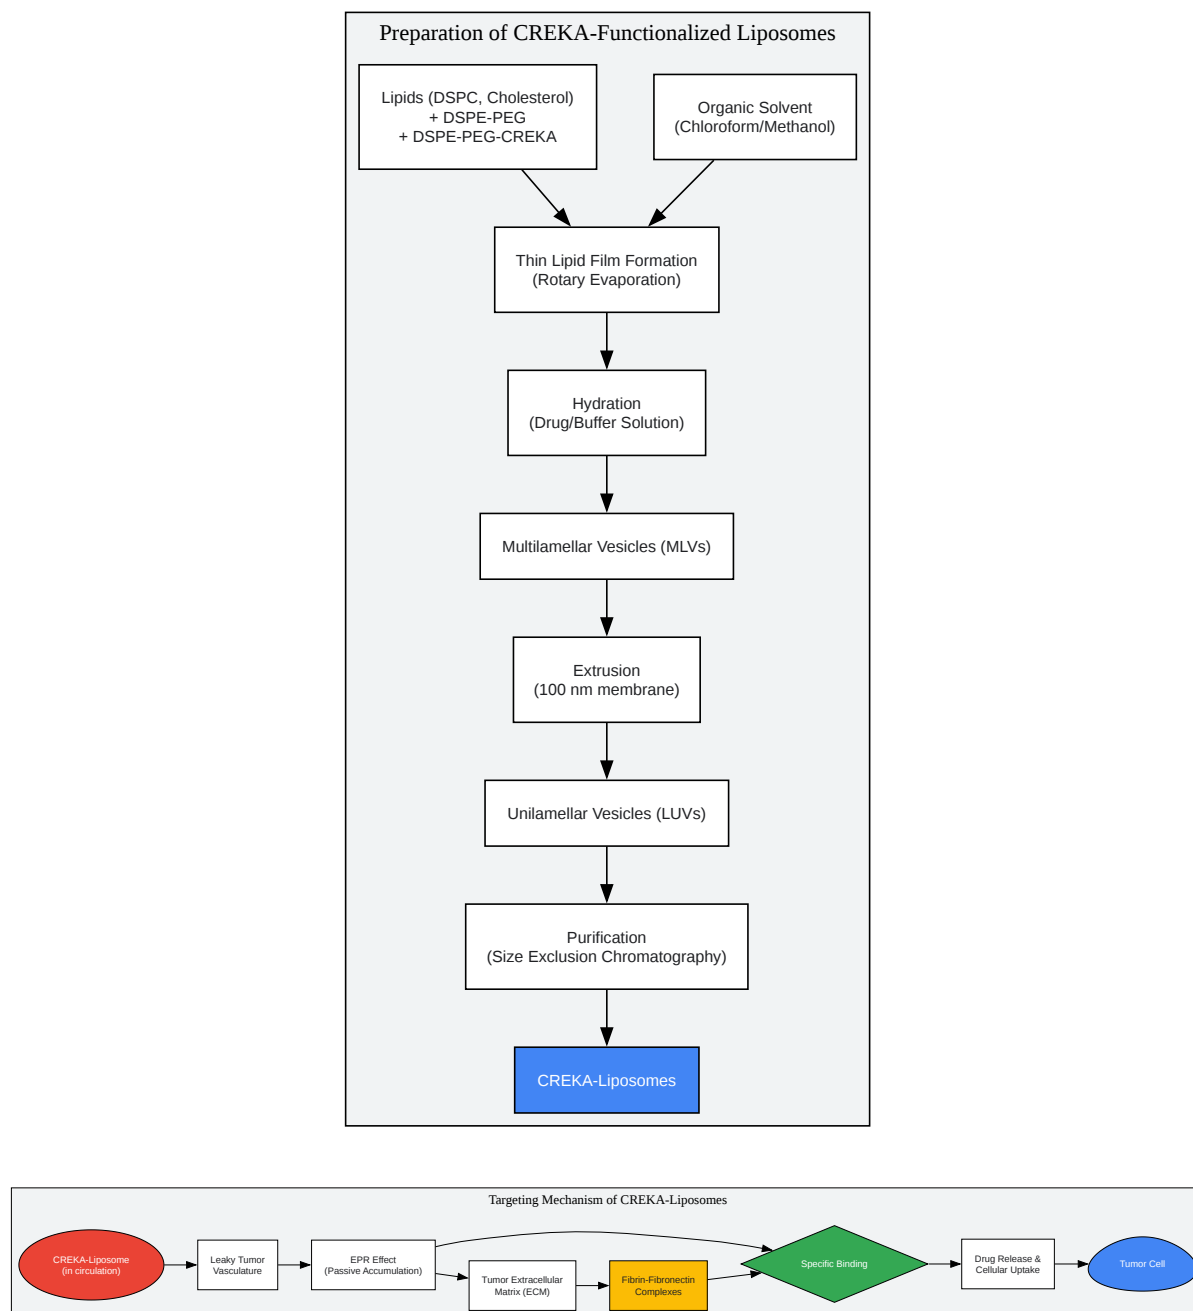 Preparation of CREKA-Functionalized Liposomes
Lipids (DSPC, Cholesterol)
+ DSPE-PEG
+ DSPE-PEG-CREKA
Organic Solvent
(Chloroform/Methanol)
Thin Lipid Film Formation
(Rotary Evaporation)
Hydration
(Drug/Buffer Solution)
Multilamellar Vesicles (MLVs)
Extrusion
(100 nm membrane)
Unilamellar Vesicles (LUVs)
Purification
(Size Exclusion Chromatography)
CREKA-Liposomes
Targeting Mechanism of CREKA-Liposomes
CREKA-Liposome
(in circulation)
Leaky Tumor
Vasculature
EPR Effect
(Passive Accumulation)
Tumor Extracellular
Matrix (ECM)
Fibrin-Fibronectin
Complexes
Specific Binding
Drug Release &
Cellular Uptake
Tumor Cell